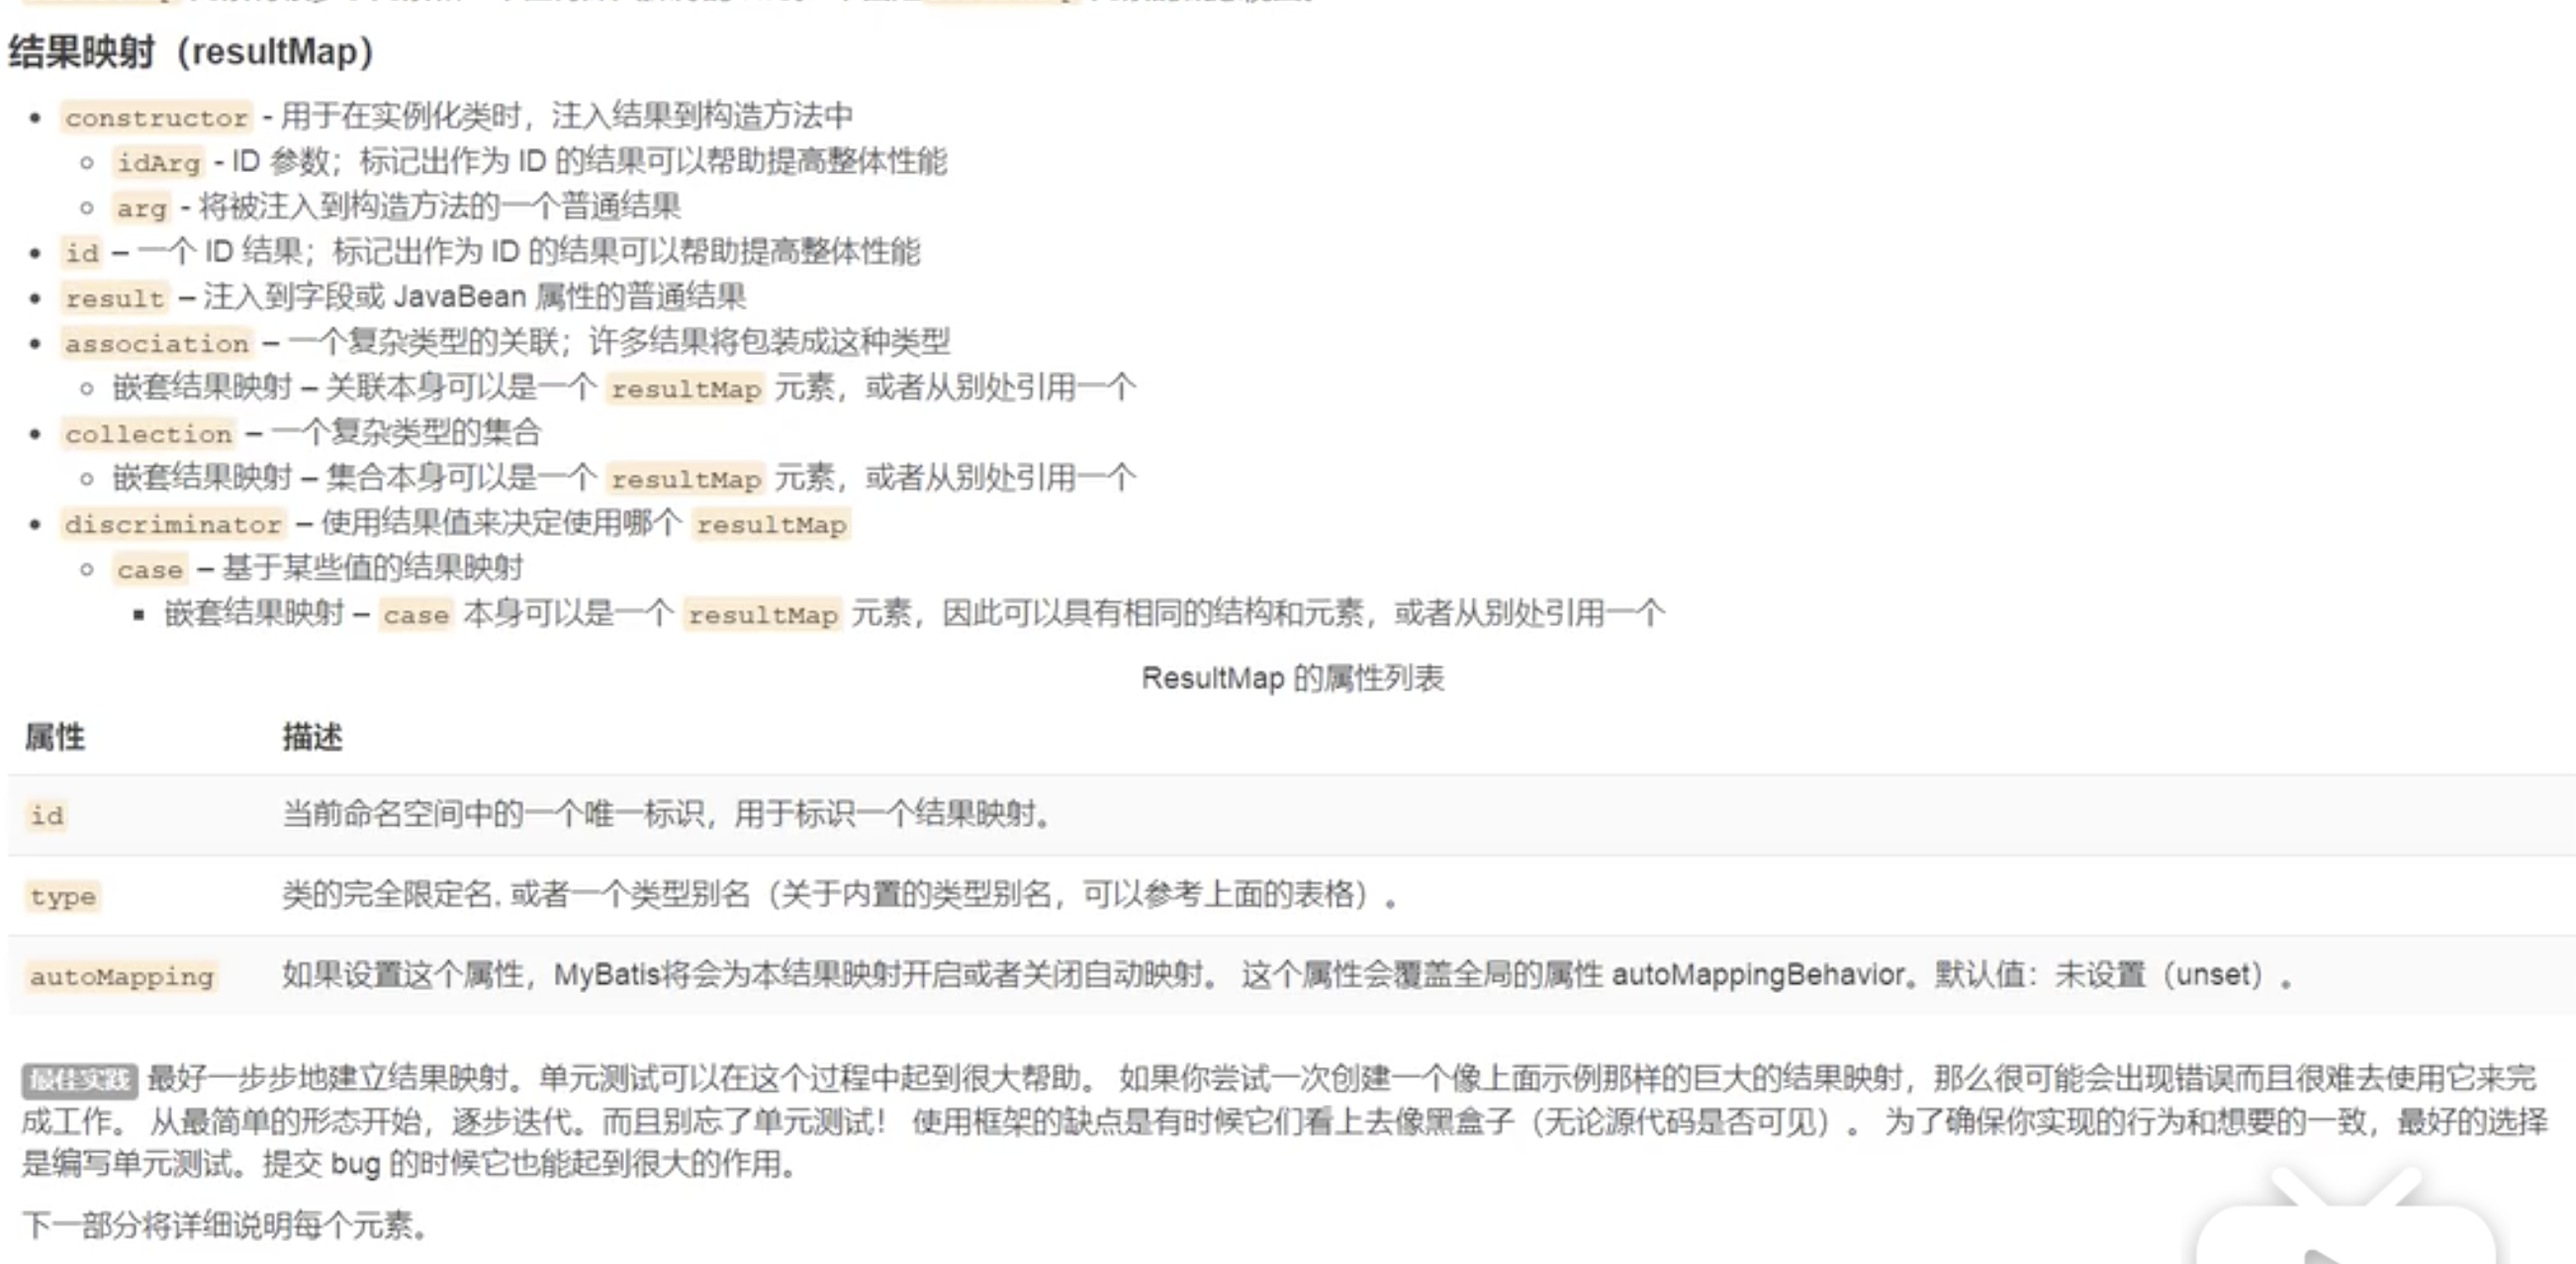 结果映射（resultMap）
constructor - 用于在实例化类时，注入结果到构造方法中
idArg - ID 参数；标记出作为 ID 的结果可以帮助提高整体性能
arg - 将被注入到构造方法的一个普通结果
id – 一个 ID 结果；标记出作为 ID 的结果可以帮助提高整体性能
result – 注入到字段或 JavaBean 属性的普通结果
association – 一个复杂类型的关联；许多结果将包装成这种类型
嵌套结果映射 – 关联本身可以是一个 resultMap 元素，或者从别处引用一个
collection – 一个复杂类型的集合
嵌套结果映射 – 集合本身可以是一个 resultMap 元素，或者从别处引用一个
discriminator – 使用结果值来决定使用哪个 resultMap
case – 基于某些值的结果映射
嵌套结果映射 – case 本身可以是一个 resultMap 元素，因此可以具有相同的结构和元素，或者从别处引用一个
ResultMap 的属性列表
属性 描述
id 当前命名空间中的一个唯一标识，用于标识一个结果映射。
type 类的完全限定名, 或者一个类型别名（关于内置的类型别名，可以参考上面的表格）。
autoMapping 如果设置这个属性，MyBatis将会为本结果映射开启或者关闭自动映射。 这个属性会覆盖全局的属性 autoMappingBehavior。默认值：未设置（unset）。
最佳实践 最好一步步地建立结果映射。单元测试可以在这个过程中起到很大帮助。 如果你尝试一次创建一个像上面示例那样的巨大的结果映射，那么很可能会出现错误而且很难去使用它来完
成工作。 从最简单的形态开始，逐步迭代。而且别忘了单元测试！ 使用框架的缺点是有时候它们看上去像黑盒子（无论源代码是否可见）。 为了确保你实现的行为和想要的一致，最好的选择
是编写单元测试。提交 bug 的时候它也能起到很大的作用。
下一部分将详细说明每个元素。